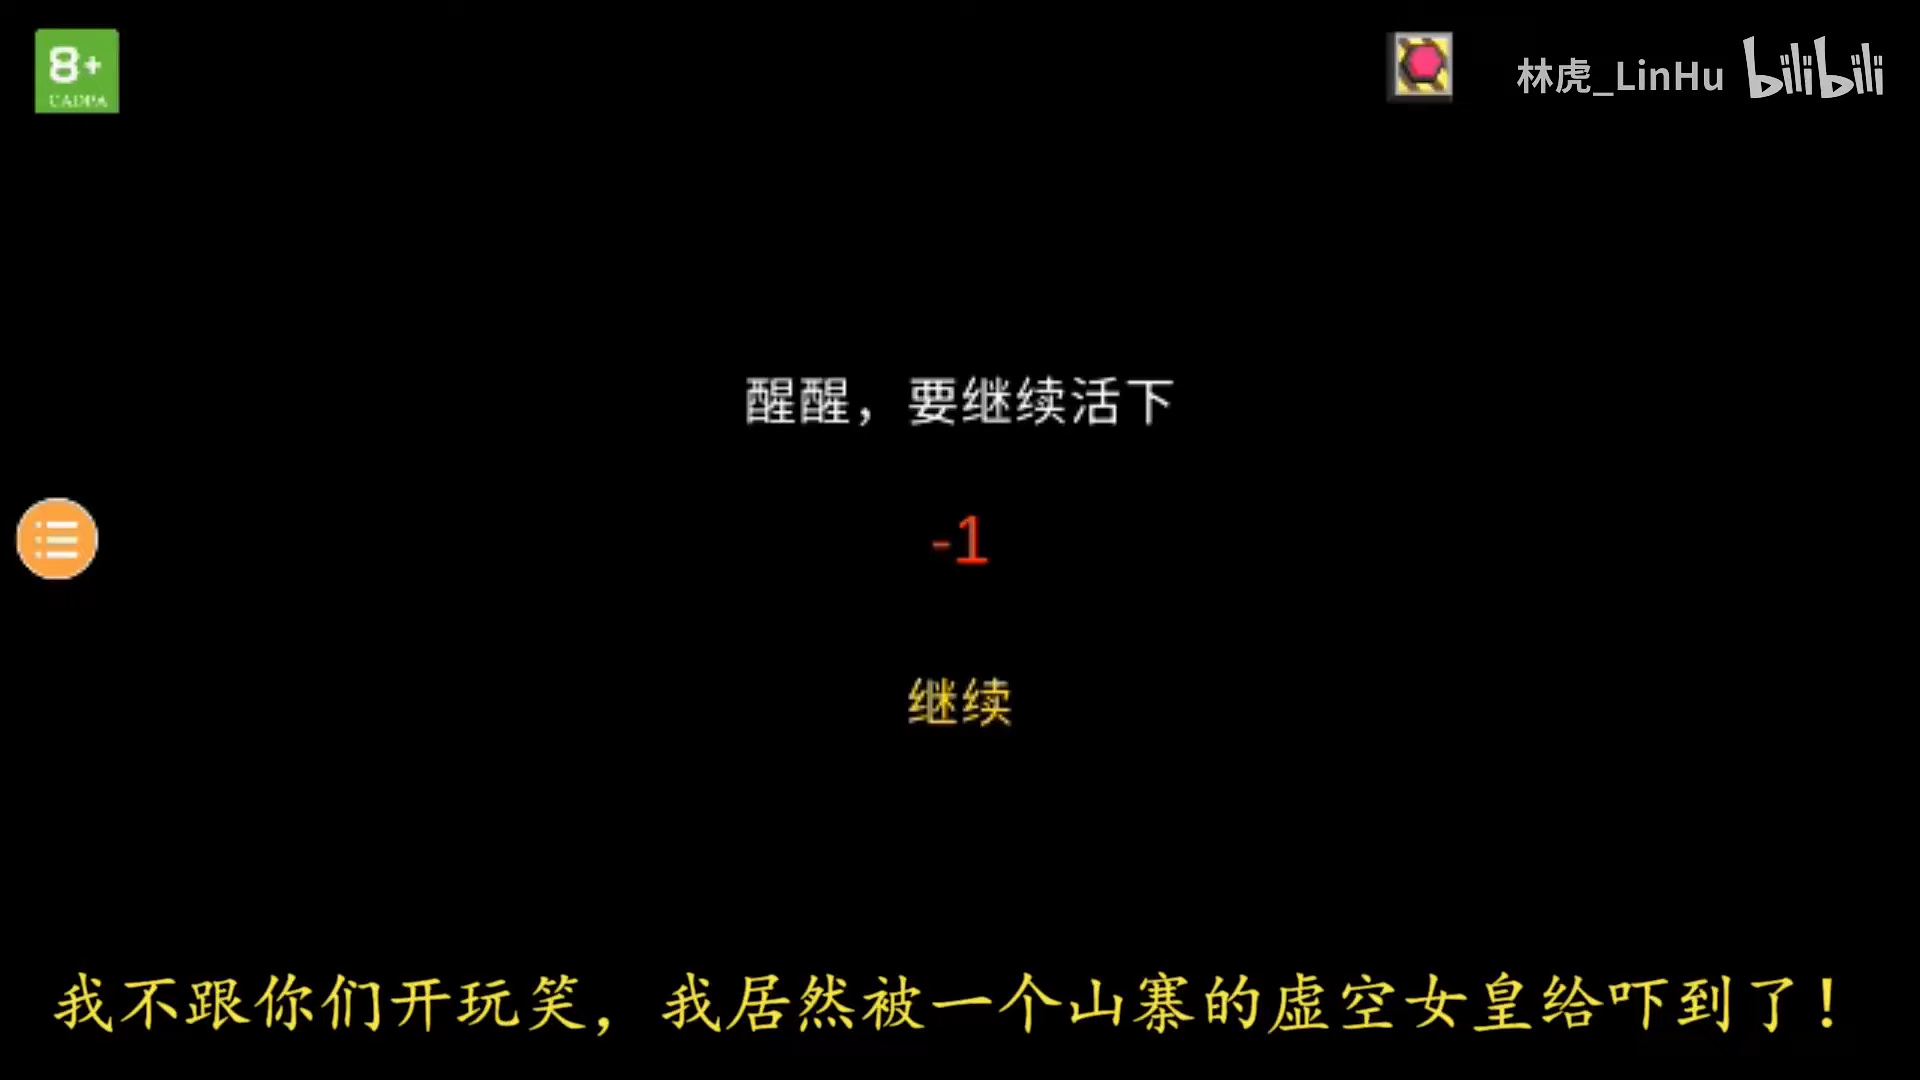 8+
CADPA
林虎_LinHu bilibili
醒醒，要继续活下
-1
继续
我不跟你们开玩笑，我居然被一个山寨的虚空女皇给吓到了！